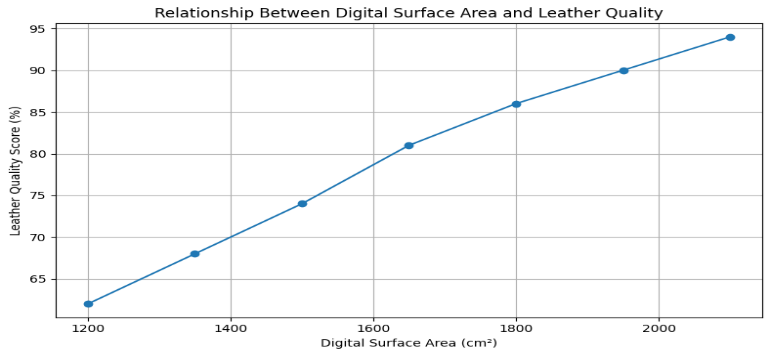 Relationship Between Digital Surface Area and Leather Quality
Leather Quality Score (%)
95
90
85
80
75
70
65
1200 1400 1600 1800 2000
Digital Surface Area (cm²)